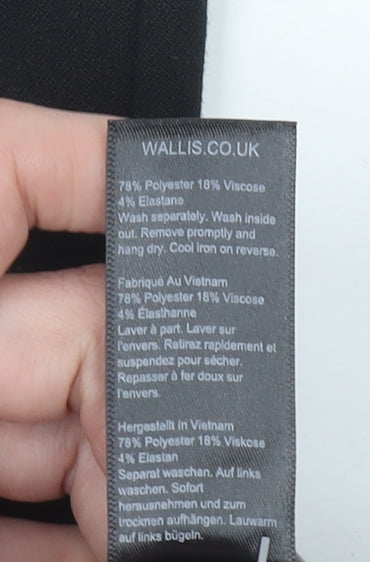 WALLIS.CO.UK
78% Polyester 18% Viscose
4% Elastane
Wash separately. Wash inside
out. Remove promptly and
hang dry. Cool iron on reverse.
Fabriqué Au Vietnam
78% Polyester 18% Viscose
4% Élasthanne
Laver à part. Laver sur
l'envers. Retirez rapidement et
suspendez pour sécher.
Repasser à fer doux sur
l'envers.
Hergestellt in Vietnam
78% Polyester 18% Viskose
4% Elastan
Separat waschen. Auf links
waschen. Sofort
herausnehmen und zum
trocknen aufhängen. Lauwarm
auf links bügeln.